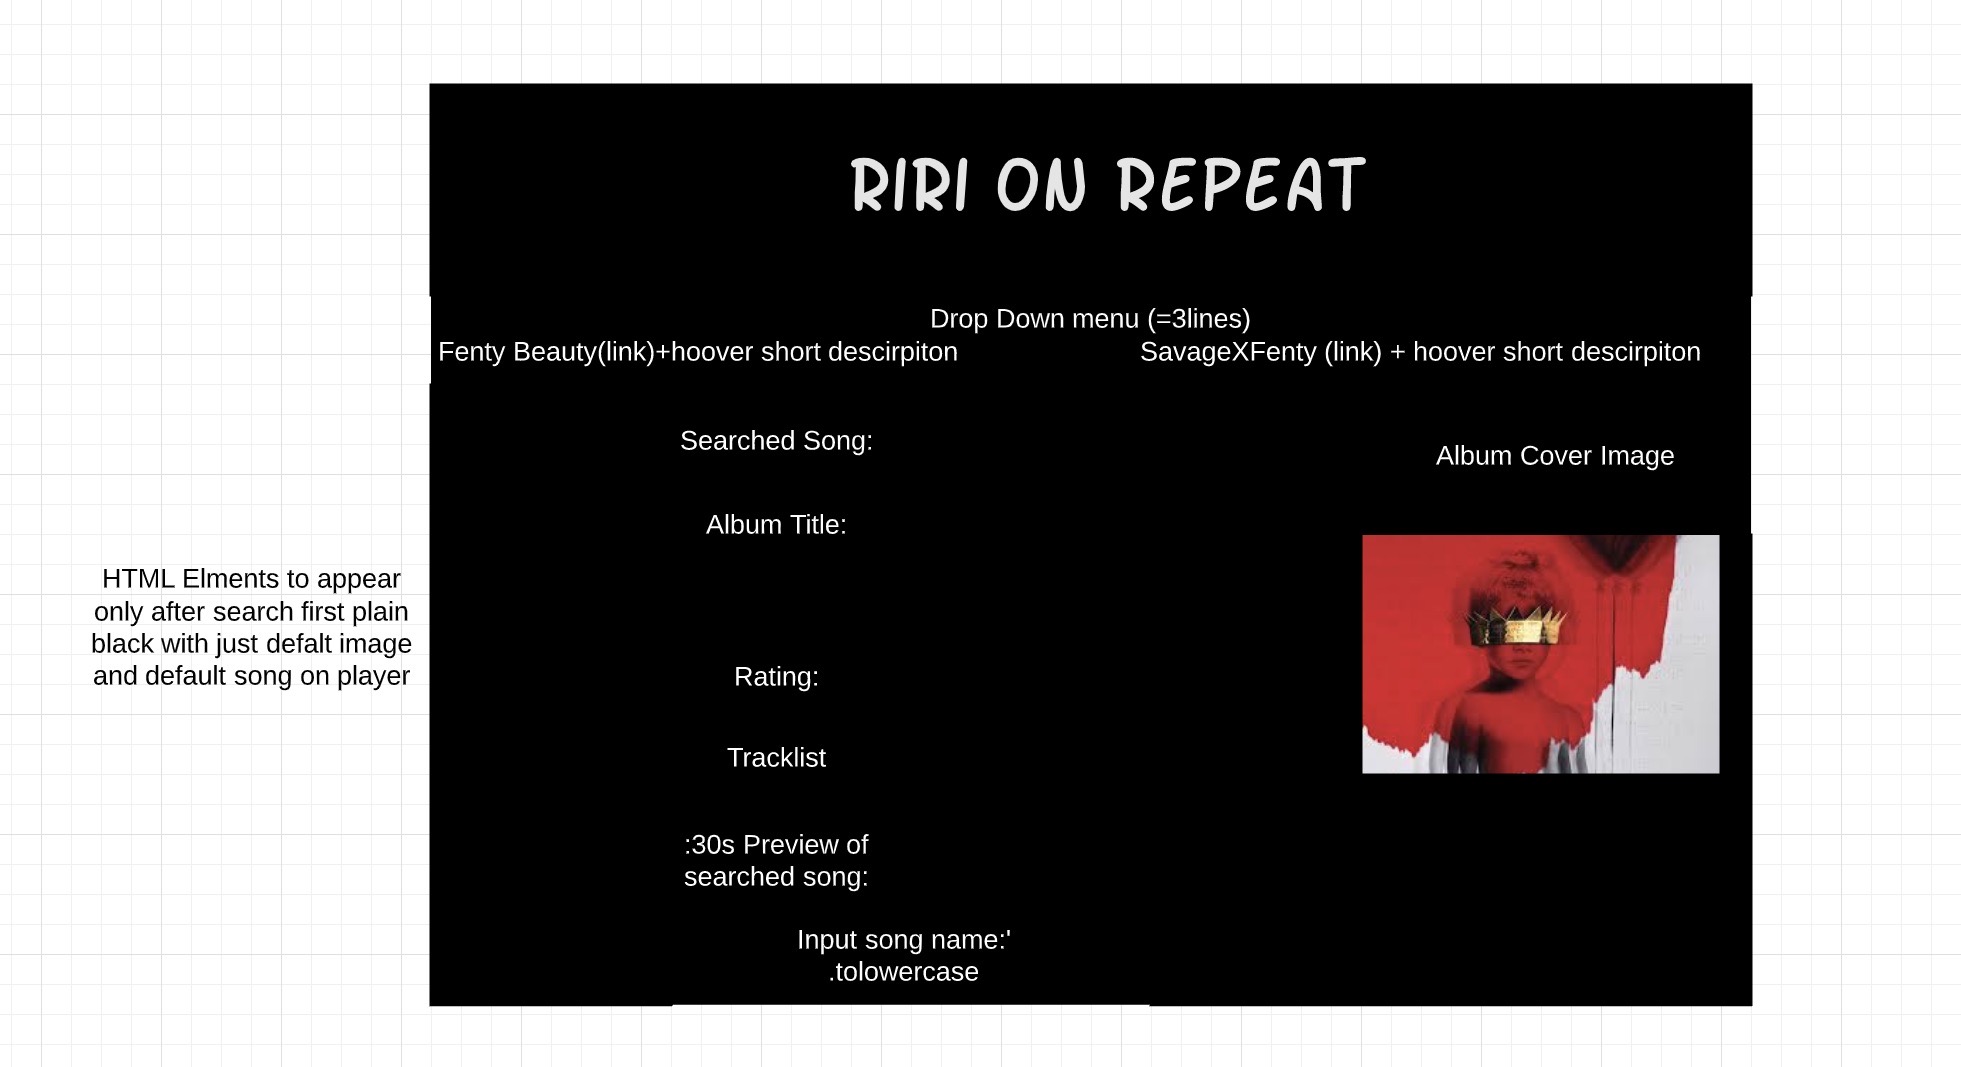 RIRI ON REPEAT
Drop Down menu (=3lines)
Fenty Beauty(link)+hoover short descirpiton
SavageXFenty (link) + hoover short descirpiton
Searched Song:
Album Cover Image
Album Title:
HTML Elments to appear
only after search first plain
black with just defalt image
and default song on player
Rating:
Tracklist
:30s Preview of
searched song:
Input song name:'
.tolowercase